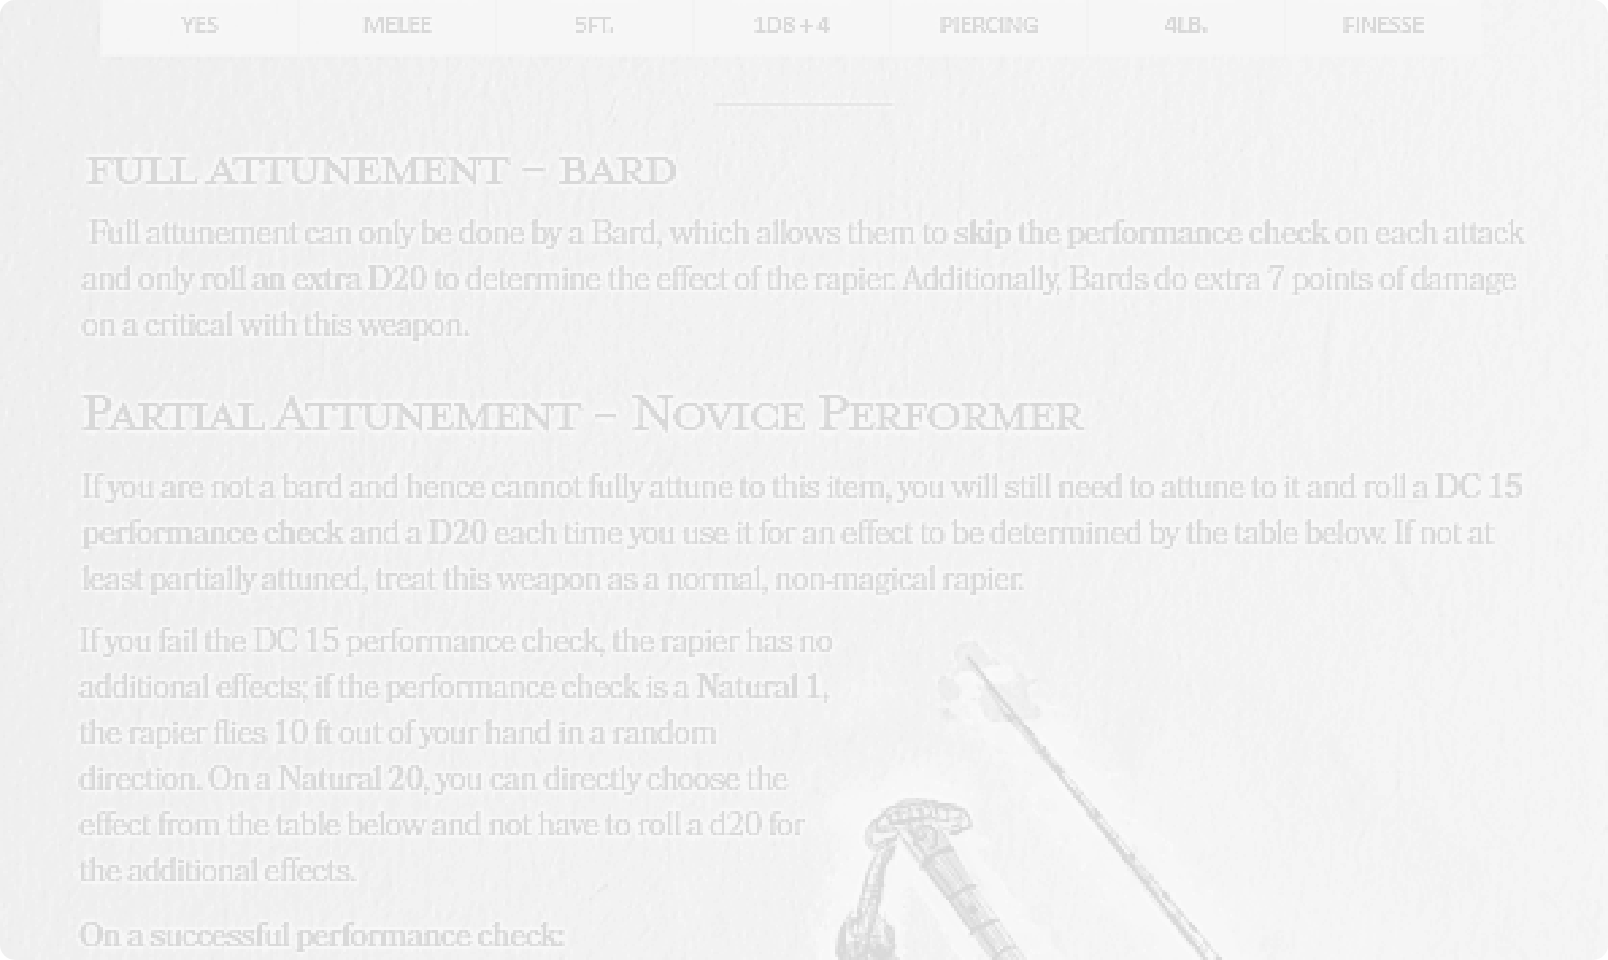 YES MELEE 5FT. 1D8 + 4 PIERCING 4LB. FINESSE
FULL ATTUNEMENT – BARD
Full attunement can only be done by a Bard, which allows them to skip the performance check on each attack
and only roll an extra D20 to determine the effect of the rapier. Additionally, Bards do extra 7 points of damage
on a critical with this weapon.
PARTIAL ATTUNEMENT – NOVICE PERFORMER
If you are not a bard and hence cannot fully attune to this item, you will still need to attune to it and roll a DC 15
performance check and a D20 each time you use it for an effect to be determined by the table below. If not at
least partially attuned, treat this weapon as a normal, non-magical rapier.
If you fail the DC 15 performance check, the rapier has no
additional effects; if the performance check is a Natural 1,
the rapier flies 10 ft out of your hand in a random
direction. On a Natural 20, you can directly choose the
effect from the table below and not have to roll a d20 for
the additional effects.
On a successful performance check: